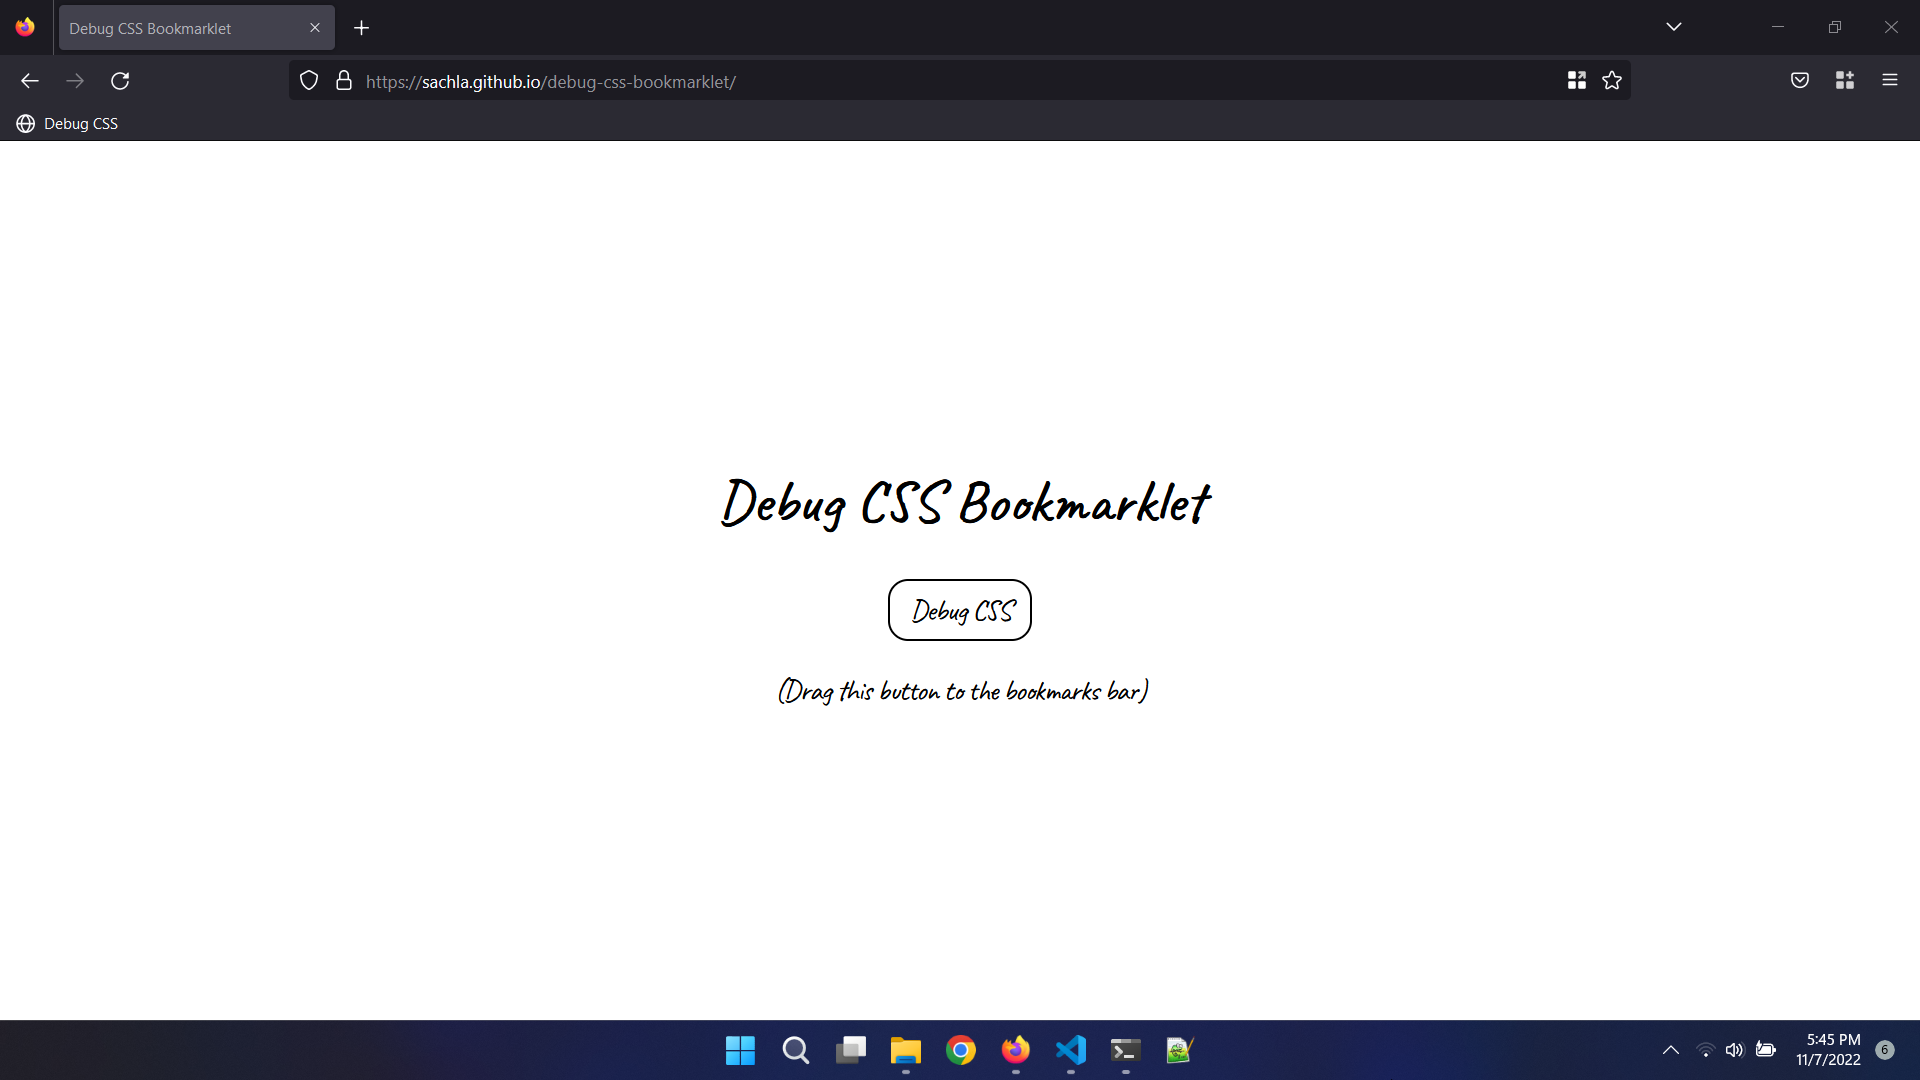 Debug CSS Bookmarklet
https://sachla.github.io/debug-css-bookmarklet/
Debug CSS
Debug CSS Bookmarklet
Debug CSS
(Drag this button to the bookmarks bar)
5:45 PM
11/7/2022
6